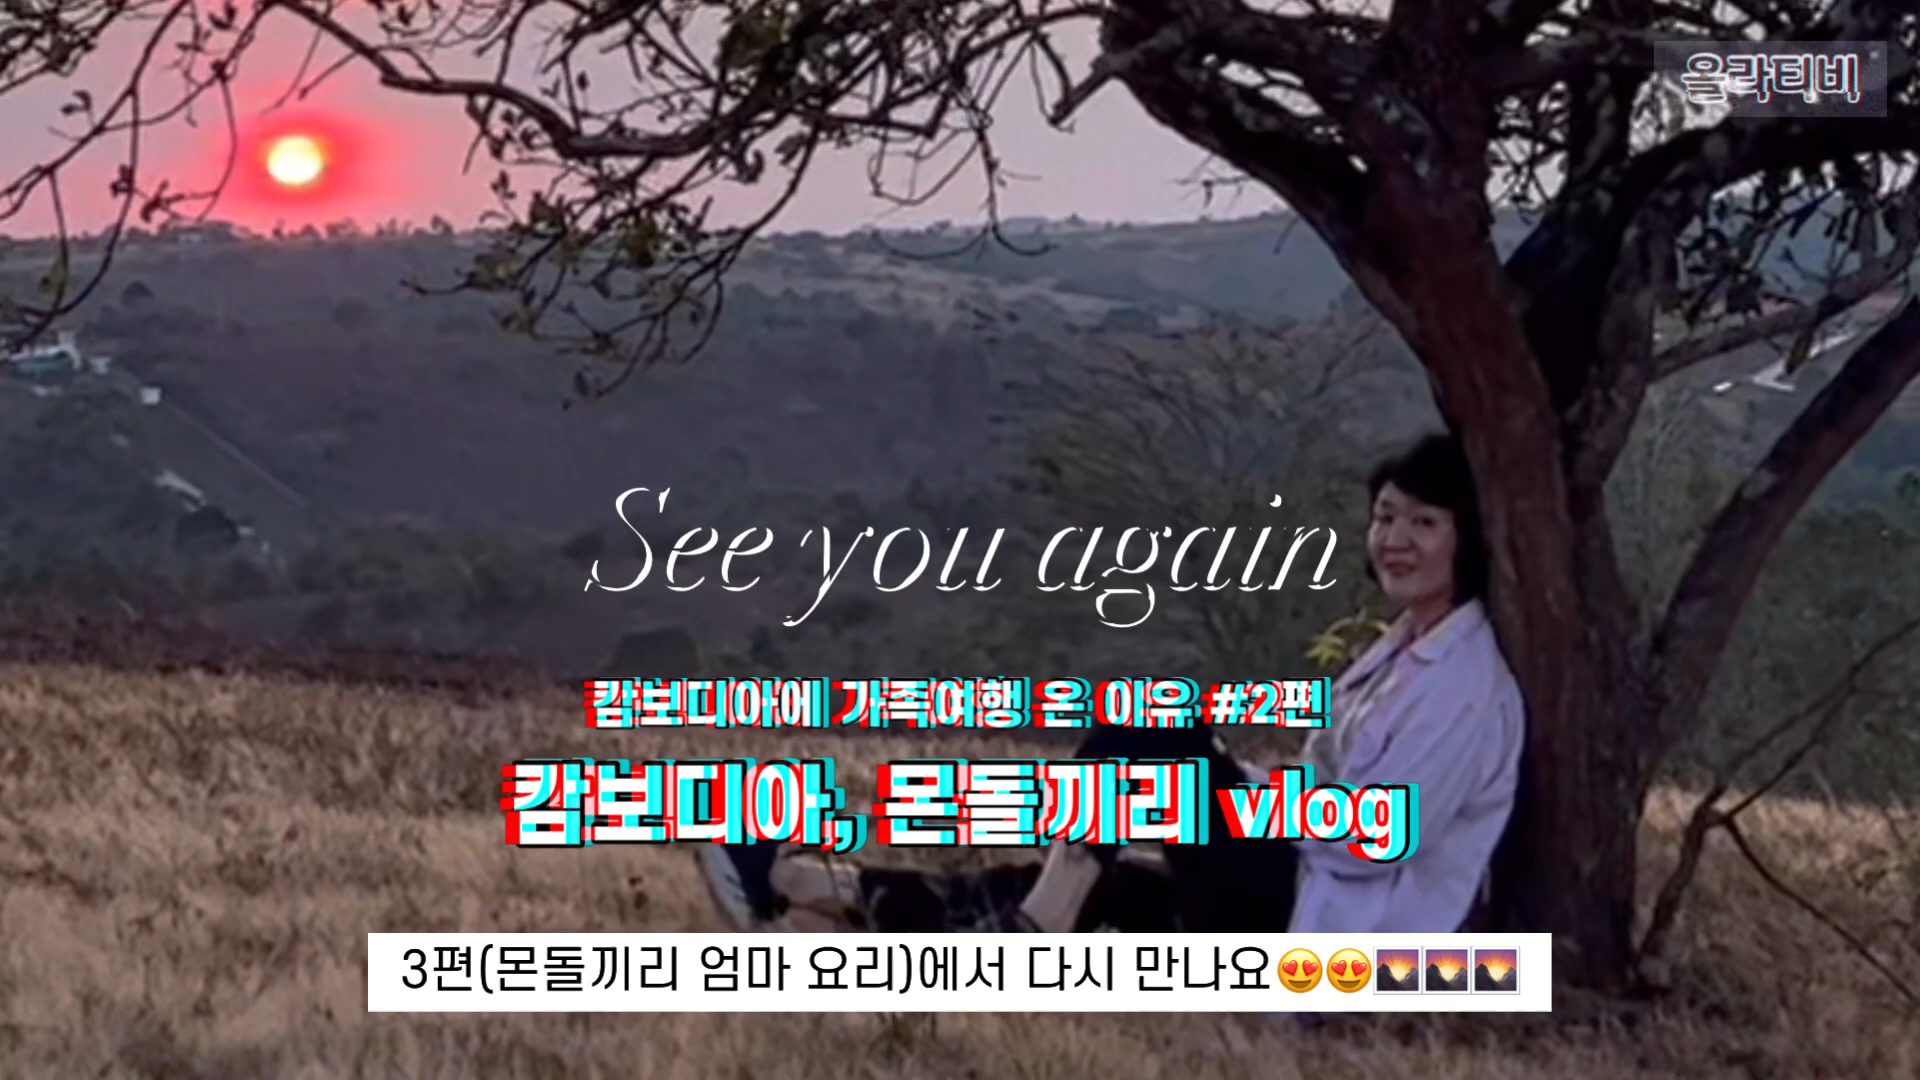 올라티비
See you again
캄보디아에 가족여행 온 이유 #2편
캄보디아, 몬돌끼리 vlog
3편(몬돌끼리 엄마 요리)에서 다시 만나요😍😍🌄🌄🌄